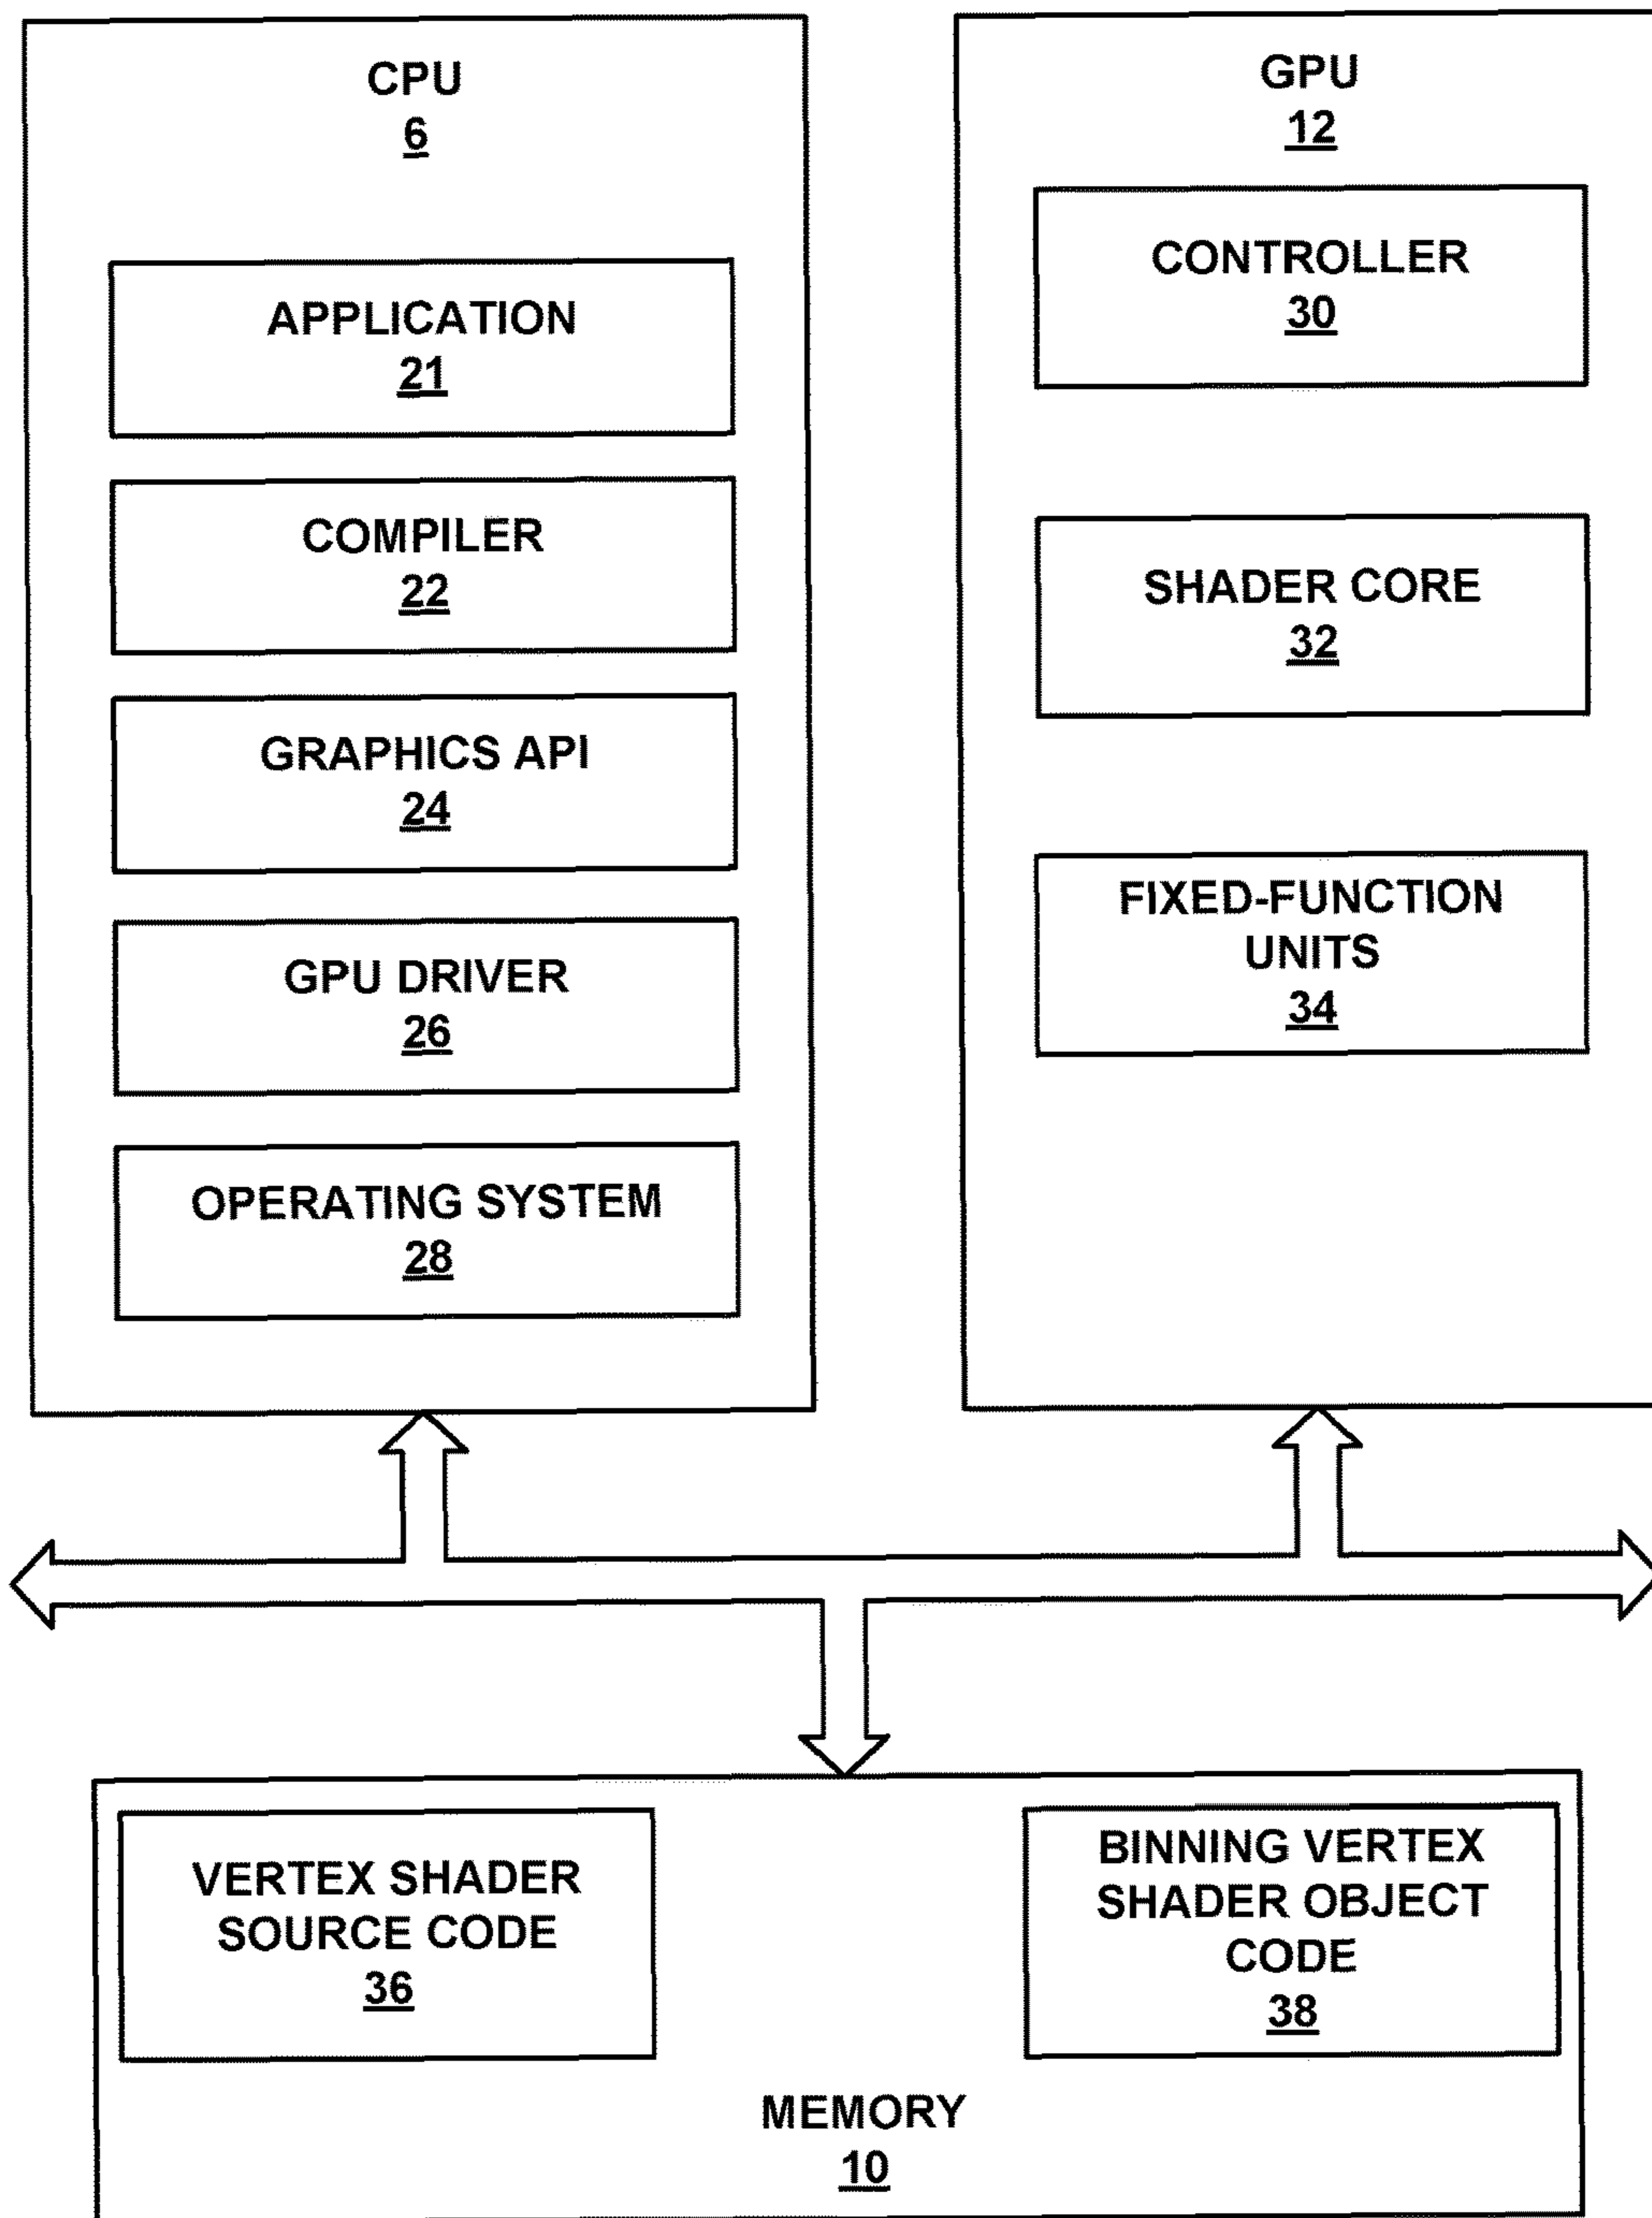 CPU
6
APPLICATION
21
COMPILER
22
GRAPHICS API
24
GPU DRIVER
26
OPERATING SYSTEM
28
GPU
12
CONTROLLER
30
SHADER CORE
32
FIXED-FUNCTION
UNITS
34
VERTEX SHADER
SOURCE CODE
36
BINNING VERTEX
SHADER OBJECT
CODE
38
MEMORY
10